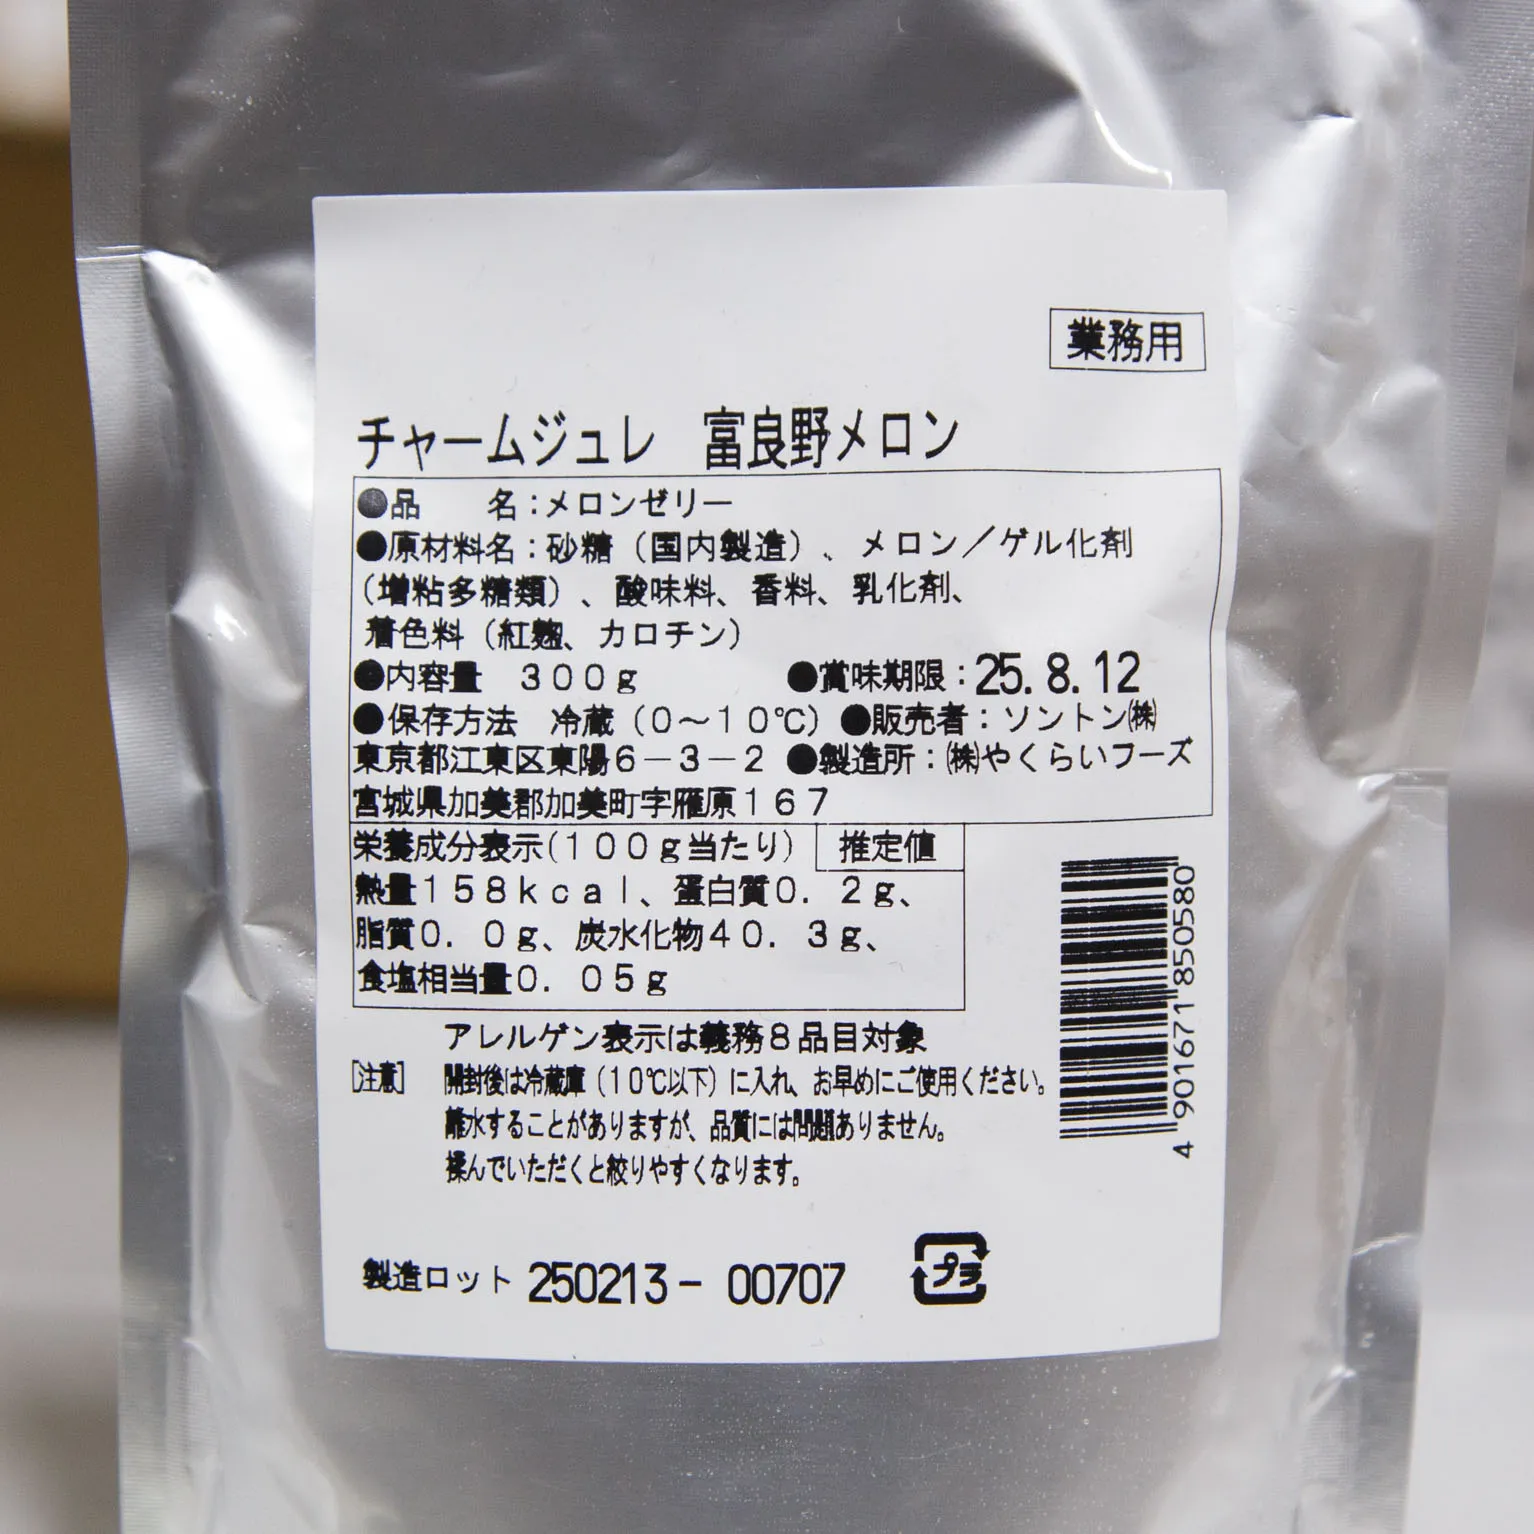 業務用
チャームジュレ　富良野メロン
●品　　名：メロンゼリー
●原材料名：砂糖（国内製造）、メロン／ゲル化剤
（増粘多糖類）、酸味料、香料、乳化剤、
着色料（紅麹、カロチン）
●内容量　３００ｇ　●賞味期限：25.8.12
●保存方法　冷蔵（０～１０℃）●販売者：ソントン㈱
東京都江東区東陽６－３－２　●製造所：㈱やくらいフーズ
宮城県加美郡加美町字雁原１６７
栄養成分表示（１００ｇ当たり）　推定値
熱量１５８ｋｃａｌ、蛋白質０．２ｇ、
脂質０．０ｇ、炭水化物４０．３ｇ、
食塩相当量０．０５ｇ
アレルゲン表示は義務８品目対象
［注意］　開封後は冷蔵庫（１０℃以下）に入れ、お早めにご使用ください。
離水することがありますが、品質には問題ありません。
揉んでいただくと絞りやすくなります。
4 901671 850580
製造ロット 250213- 00707
プラ